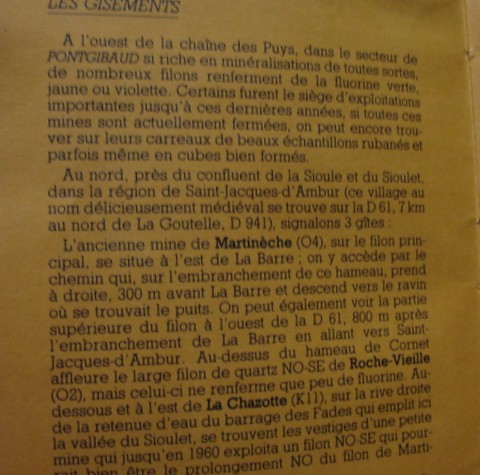 LES GISEMENTS
A l'ouest de la chaîne des Puys, dans le secteur de
PONTGIBAUD si riche en minéralisations de toutes sortes,
de nombreux filons renferment de la fluorine verte,
jaune ou violette. Certains furent le siège d'exploitations
importantes jusqu'à ces dernières années, si toutes ces
mines sont actuellement fermées, on peut encore trou-
ver sur leurs carreaux de beaux échantillons rubanés et
parfois même en cubes bien formés.
Au nord, près du confluent de la Sioule et du Sioulet,
dans la région de Saint-Jacques-d'Ambur (ce village au
nom délicieusement médiéval se trouve sur la D 61, 7 km
au nord de La Goutelle, D 941), signalons 3 gîtes :
L'ancienne mine de Martinèche (O4), sur le filon prin-
cipal, se situe à l'est de La Barre ; on y accède par le
chemin qui, sur l'embranchement de ce hameau, prend
à droite, 300 m avant La Barre et descend vers le ravin
où se trouvait le puits. On peut également voir la partie
supérieure du filon à l'ouest de la D 61, 800 m après
l'embranchement de La Barre en allant vers Saint-
Jacques-d'Ambur. Au-dessus du hameau de Cornet
affleure le large filon de quartz NO-SE de Roche-Vieille
(O2), mais celui-ci ne renferme que peu de fluorine. Au-
dessous et à l'est de La Chazotte (K11), sur la rive droite
de la retenue d'eau du barrage des Fades qui emplit ici
la vallée du Sioulet, se trouvent les vestiges d'une petite
mine qui jusqu'en 1960 exploita un filon NO-SE qui pour-
rait bien être le prolongement NO du filon de Marti-